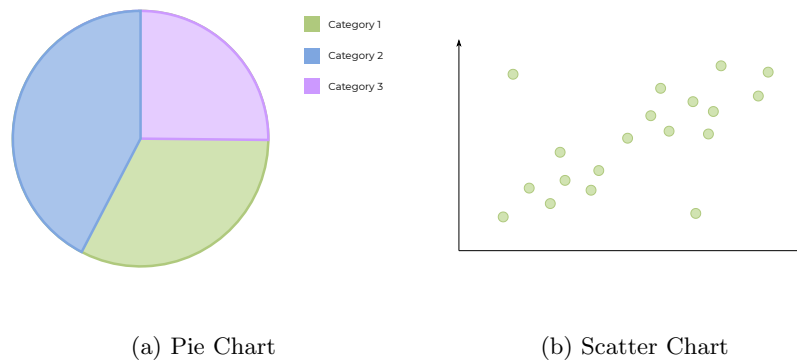 Category 1
Category 2
Category 3
(a) Pie Chart
(b) Scatter Chart